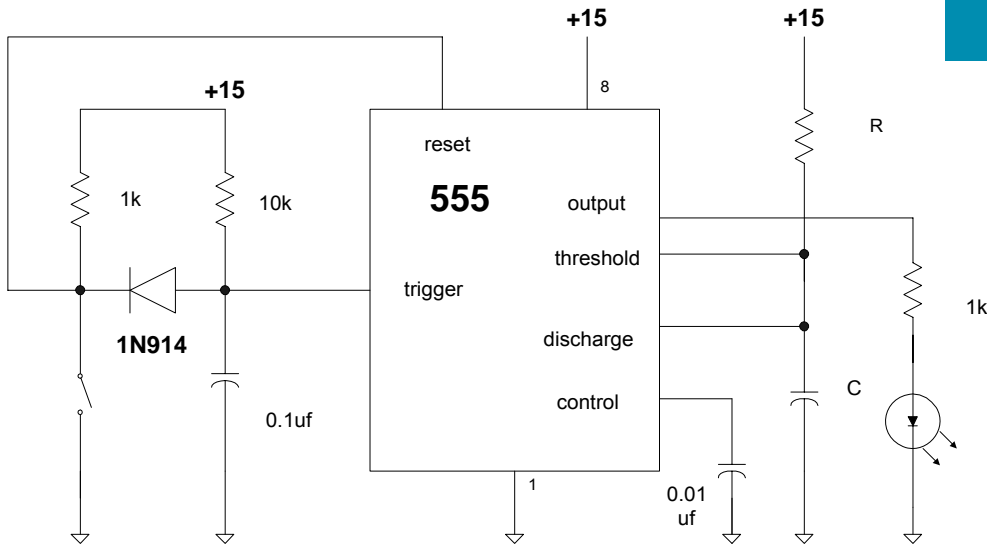 +15
+15
8
+15
R
reset
1k
10k
555
output
threshold
trigger
1k
1N914
discharge
C
control
0.1uf
1
0.01
uf